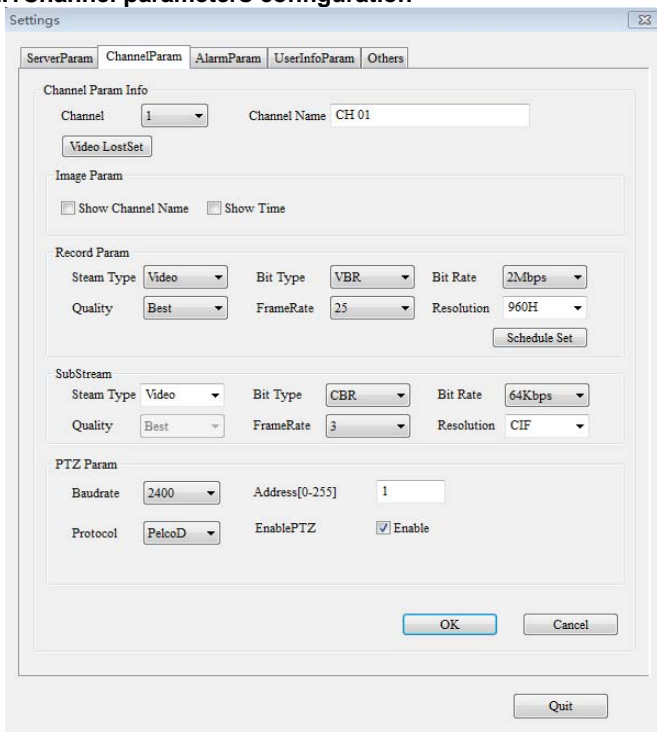 .1Channel parameters configuration
Settings
ServerParam ChannelParam AlarmParam UserInfoParam Others
Channel Param Info
Channel 1 Channel Name CH 01
Video LostSet
Image Param
Show Channel Name Show Time
Record Param
Steam Type Video Bit Type VBR Bit Rate 2Mbps
Quality Best FrameRate 25 Resolution 960H
Schedule Set
SubStream
Steam Type Video Bit Type CBR Bit Rate 64Kbps
Quality Best FrameRate 3 Resolution CIF
PTZ Param
Baudrate 2400 Address[0-255] 1
Protocol PelcoD EnablePTZ Enable
OK Cancel
Quit